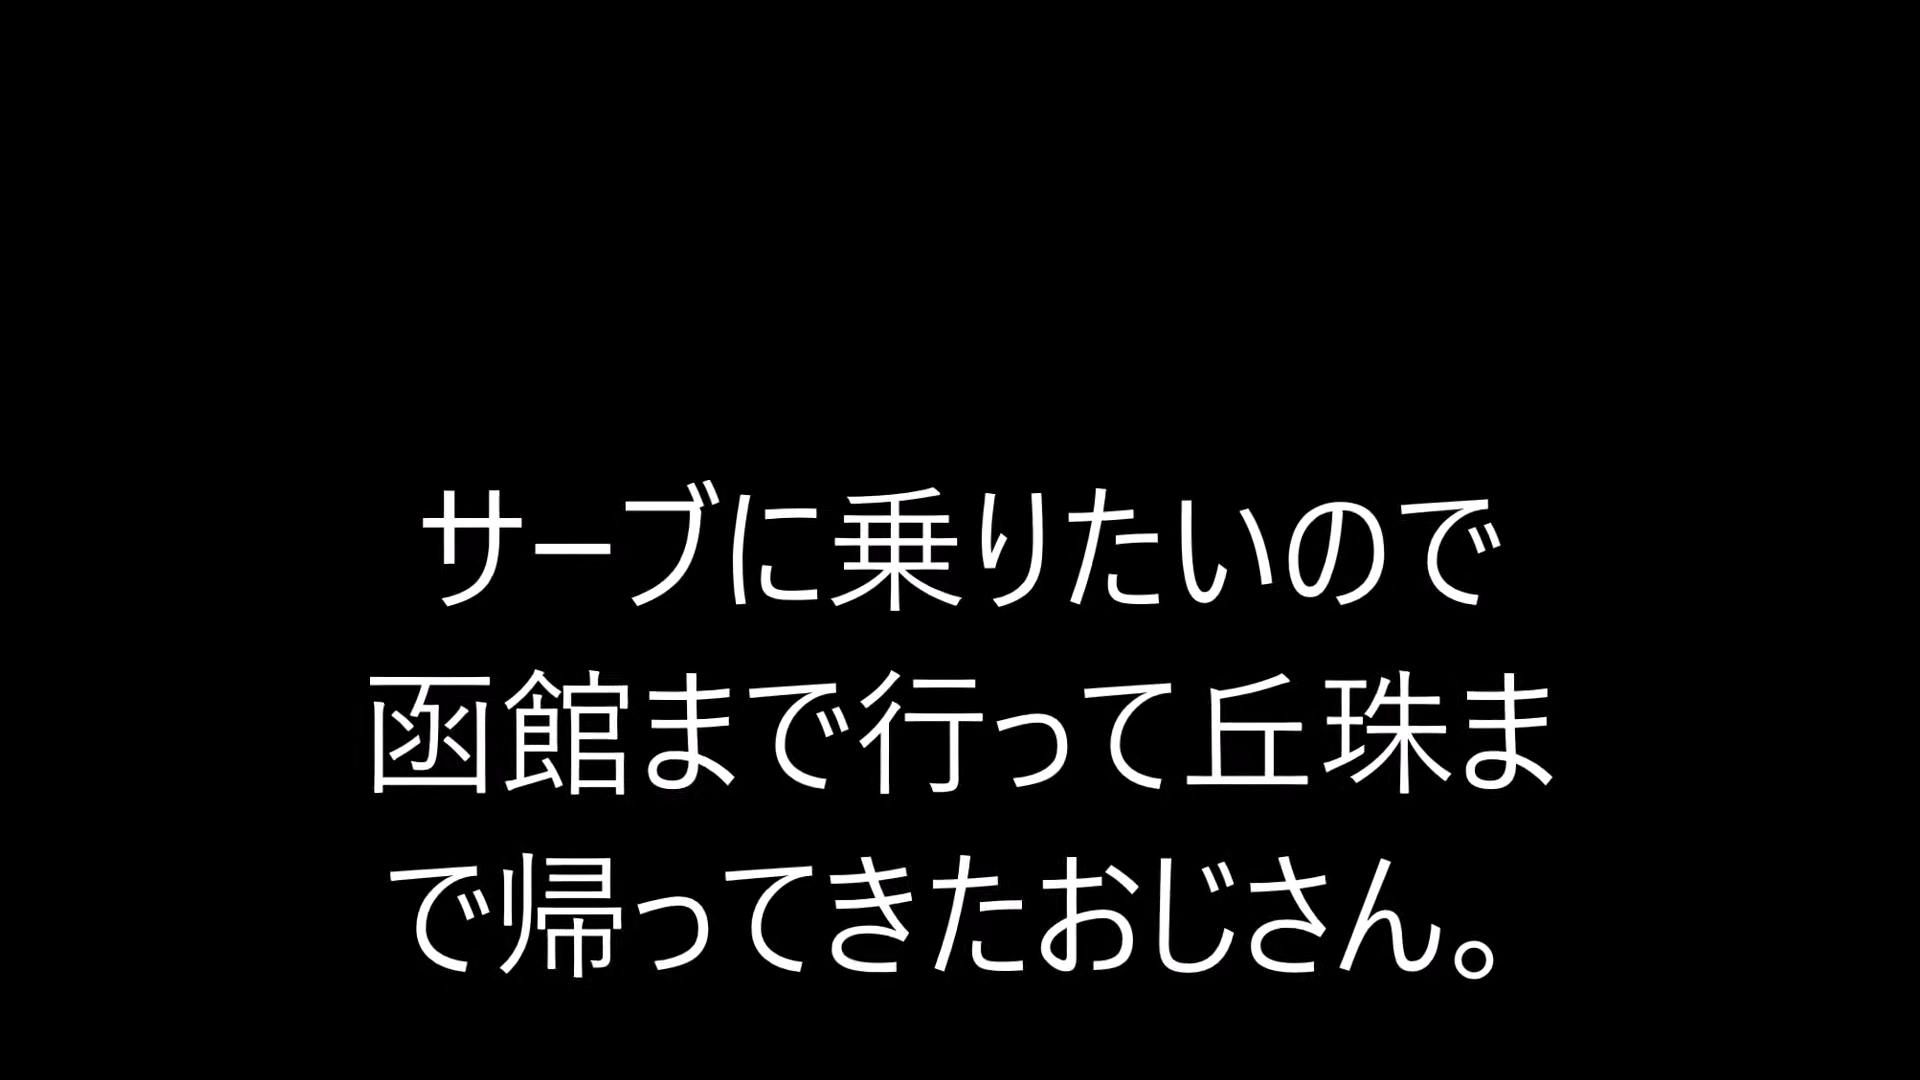 サーブに乗りたいので
函館まで行って丘珠ま
で帰ってきたおじさん。